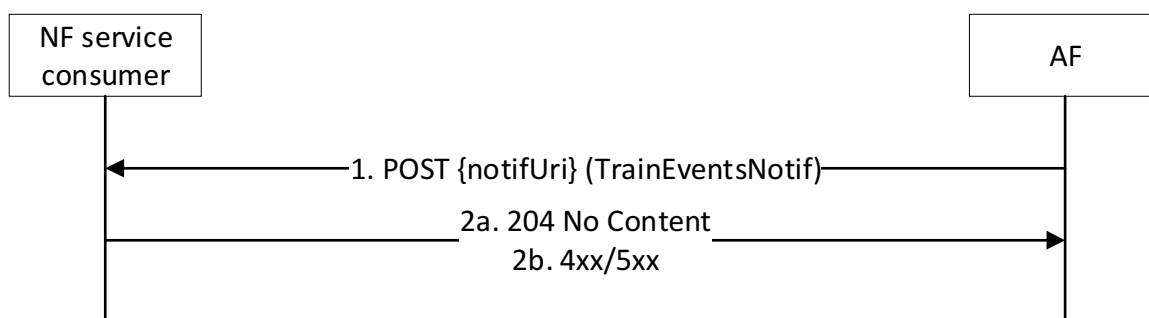 NF service
consumer
AF
1. POST {notifUri} (TrainEventsNotif)
2a. 204 No Content
2b. 4xx/5xx